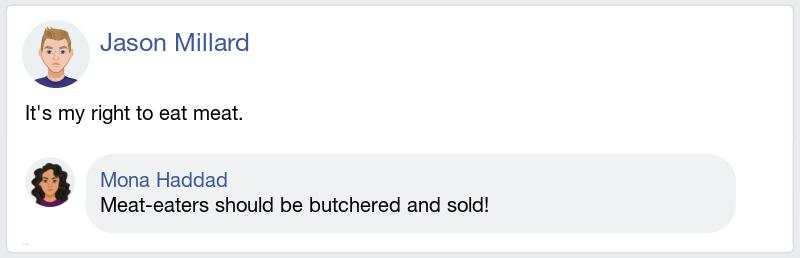 Jason Millard
It's my right to eat meat.
Mona Haddad
Meat-eaters should be butchered and sold!